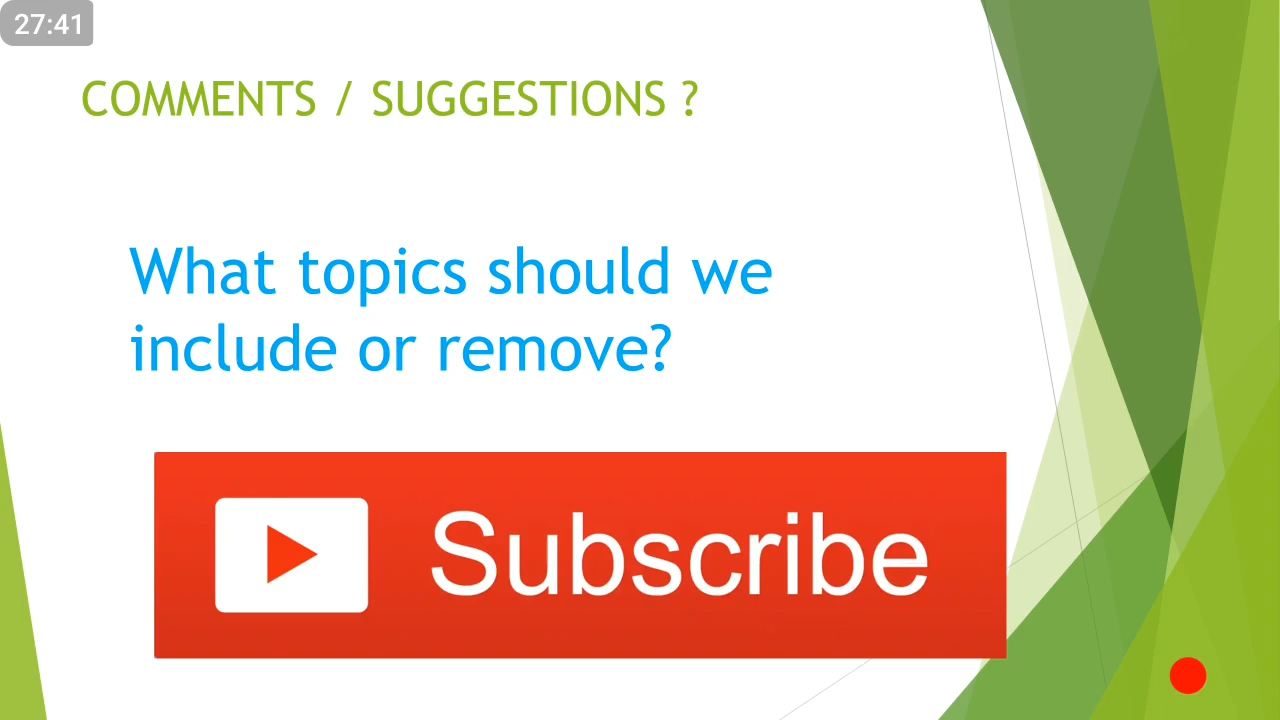 27:41
COMMENTS / SUGGESTIONS ?
What topics should we
include or remove?
Subscribe